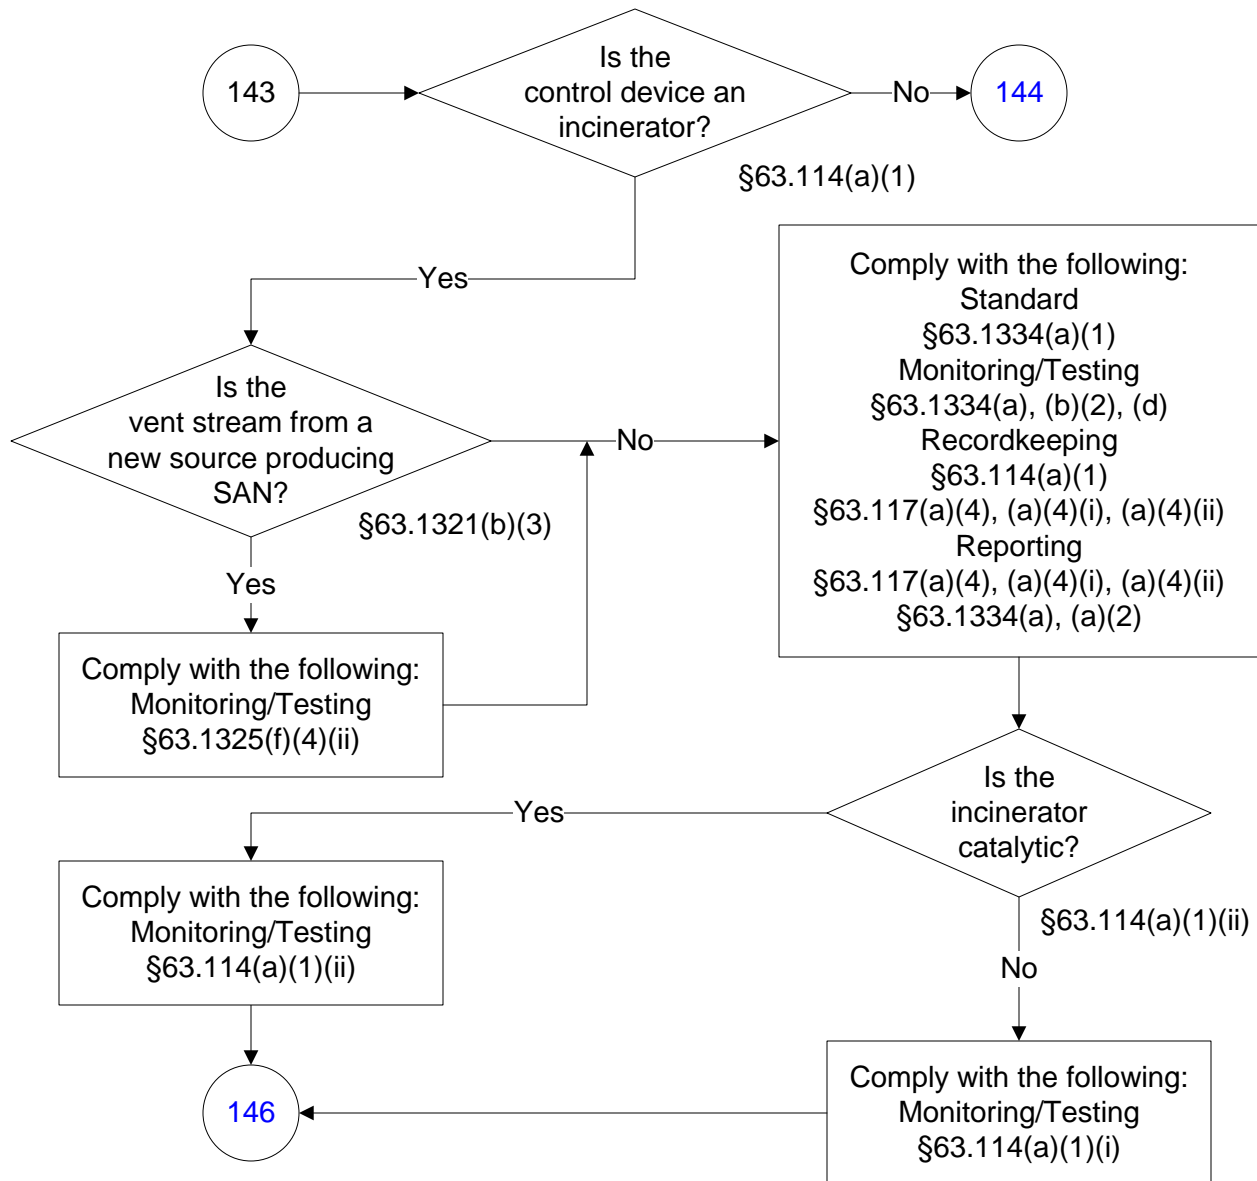 143
Is the
control device an
incinerator?
No
144
§63.114(a)(1)
Yes
Is the
vent stream from a
new source producing
SAN?
§63.1321(b)(3)
No
Comply with the following:
Standard
§63.1334(a)(1)
Monitoring/Testing
§63.1334(a), (b)(2), (d)
Recordkeeping
§63.114(a)(1)
§63.117(a)(4), (a)(4)(i), (a)(4)(ii)
Reporting
§63.117(a)(4), (a)(4)(i), (a)(4)(ii)
§63.1334(a), (a)(2)
Yes
Comply with the following:
Monitoring/Testing
§63.1325(f)(4)(ii)
Is the
incinerator
catalytic?
§63.114(a)(1)(ii)
Yes
Comply with the following:
Monitoring/Testing
§63.114(a)(1)(ii)
No
Comply with the following:
Monitoring/Testing
§63.114(a)(1)(i)
146